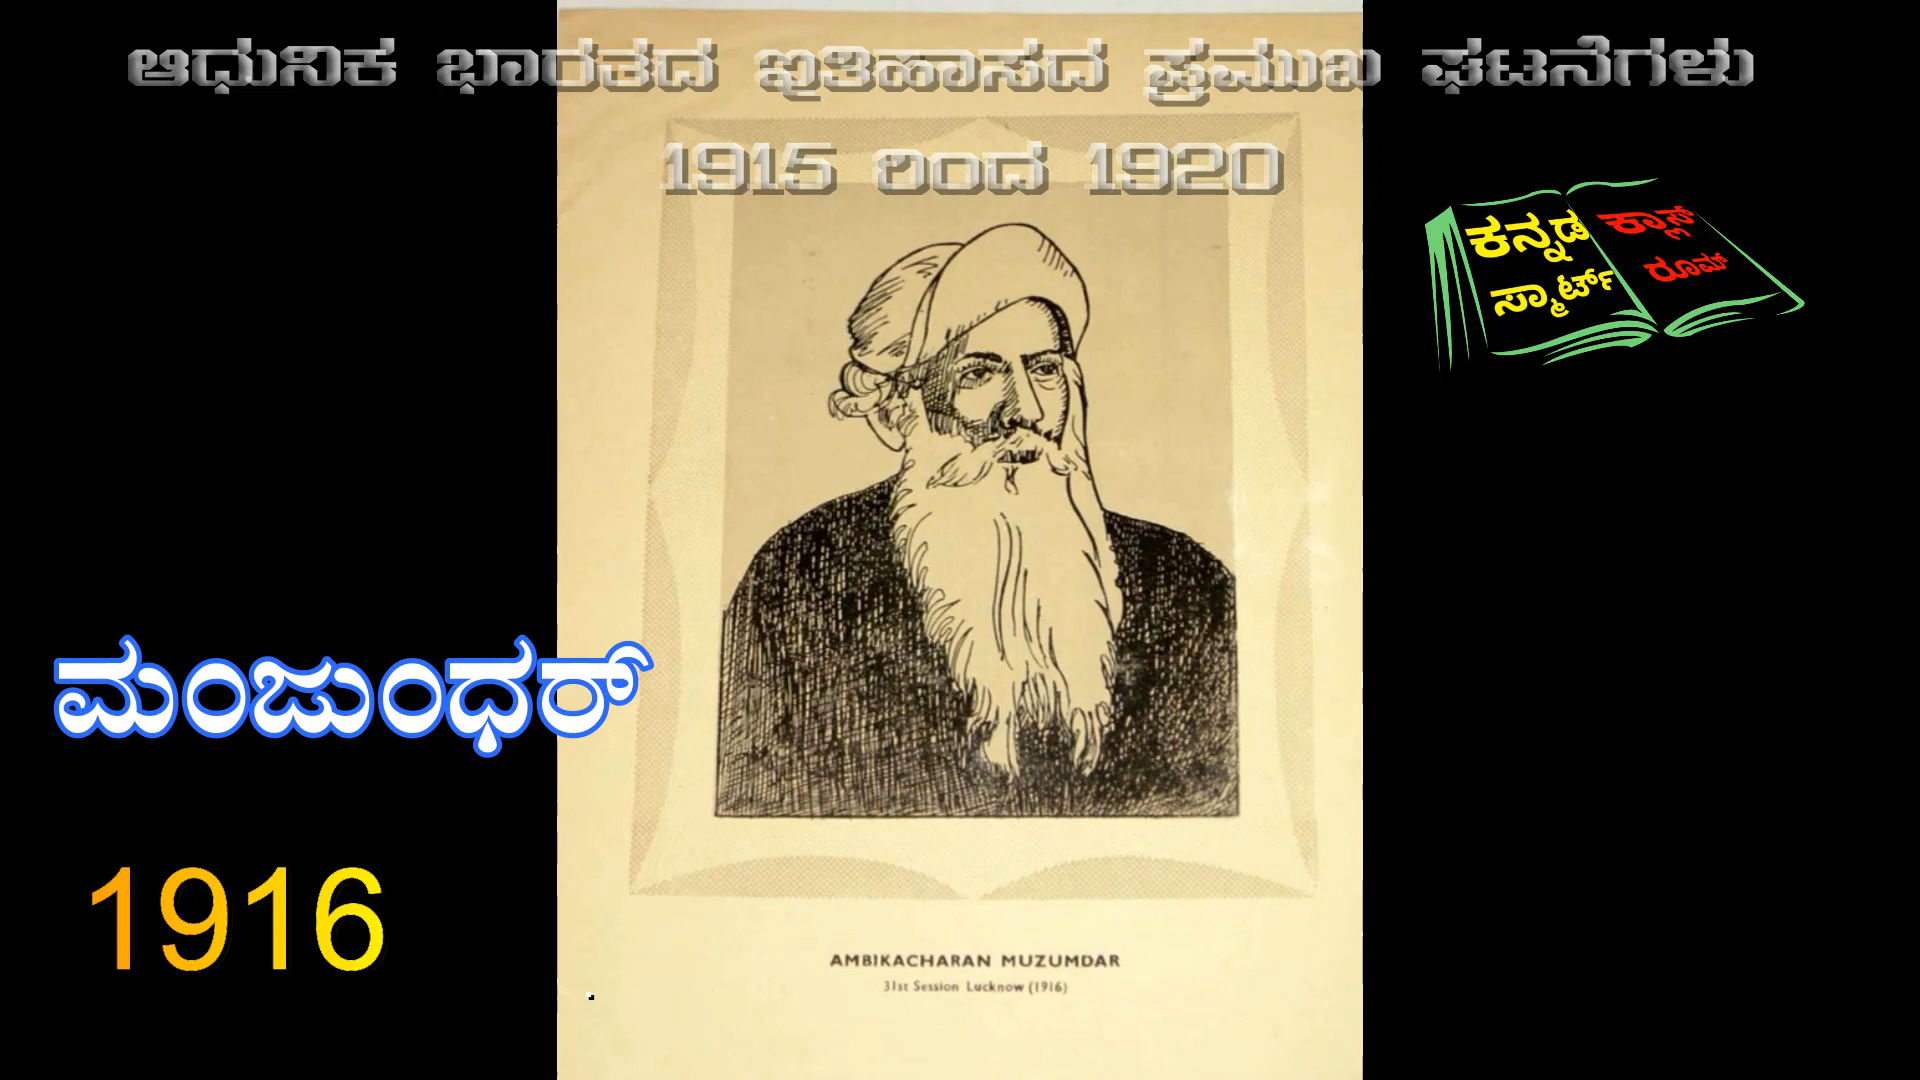 ಆಧುನಿಕ ಭಾರತದ ಇತಿಹಾಸದ ಪ್ರಮುಖ ಘಟನೆಗಳು
1915 ರಿಂದ 1920
ಕನ್ನಡ
ಸ್ಮಾರ್ಟ್
ಕ್ಲಾಸ್
ರೂಮ್
ಮಂಜುಂಧರ್
1916
AMBIKACHARAN MUZUMDAR
31st Session Lucknow (1916)